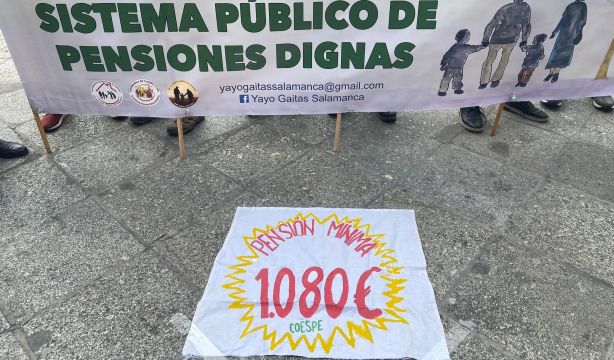 SISTEMA PÚBLICO DE
PENSIONES DIGNAS
yayogaitassalamanca@gmail.com
Yayo Gaitas Salamanca
PENSIÓN MÍNIMA
1.080 €
COESPE